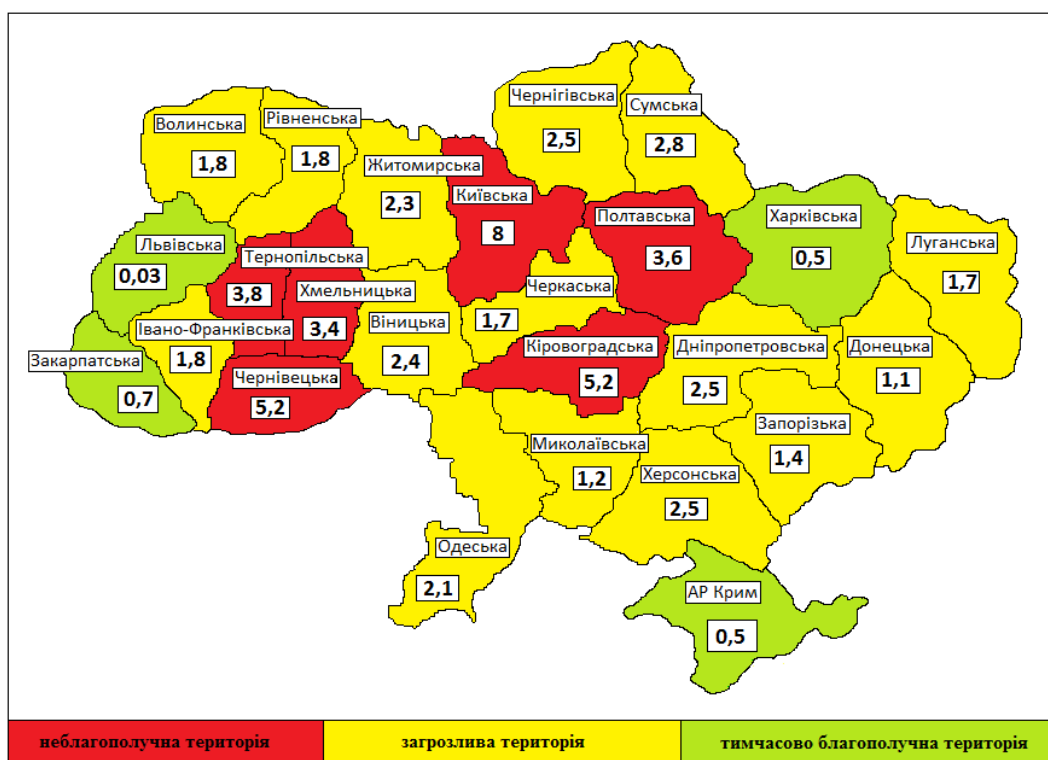 Чернігівська
2,5
Сумська
2,8
Волинська
1,8
Рівненська
1,8
Житомирська
2,3
Київська
8
Полтавська
3,6
Харківська
0,5
Луганська
1,7
Львівська
0,03
Тернопільська
3,8
Хмельницька
3,4
Черкаська
1,7
Івано-Франківська
1,8
Віницька
2,4
Кіровоградська
5,2
Дніпропетровська
2,5
Донецька
1,1
Закарпатська
0,7
Чернівецька
5,2
Миколаївська
1,2
Запорізька
1,4
Херсонська
2,5
Одеська
2,1
АР Крим
0,5
неблагополучна територія
загрозлива територія
тимчасово благополучна територія